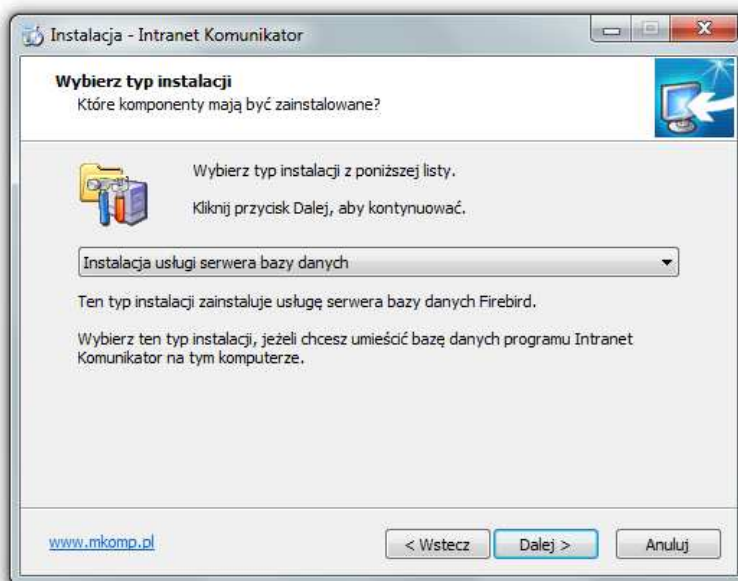 Instalacja - Intranet Komunikator
Wybierz typ instalacji
Które komponenty mają być zainstalowane?
Wybierz typ instalacji z poniższej listy.
Kliknij przycisk Dalej, aby kontynuować.
Instalacja usługi serwera bazy danych
Ten typ instalacji zainstaluje usługę serwera bazy danych Firebird.
Wybierz ten typ instalacji, jeżeli chcesz umieścić bazę danych programu Intranet
Komunikator na tym komputerze.
www.mkomp.pl < Wstecz Dalej > Anuluj